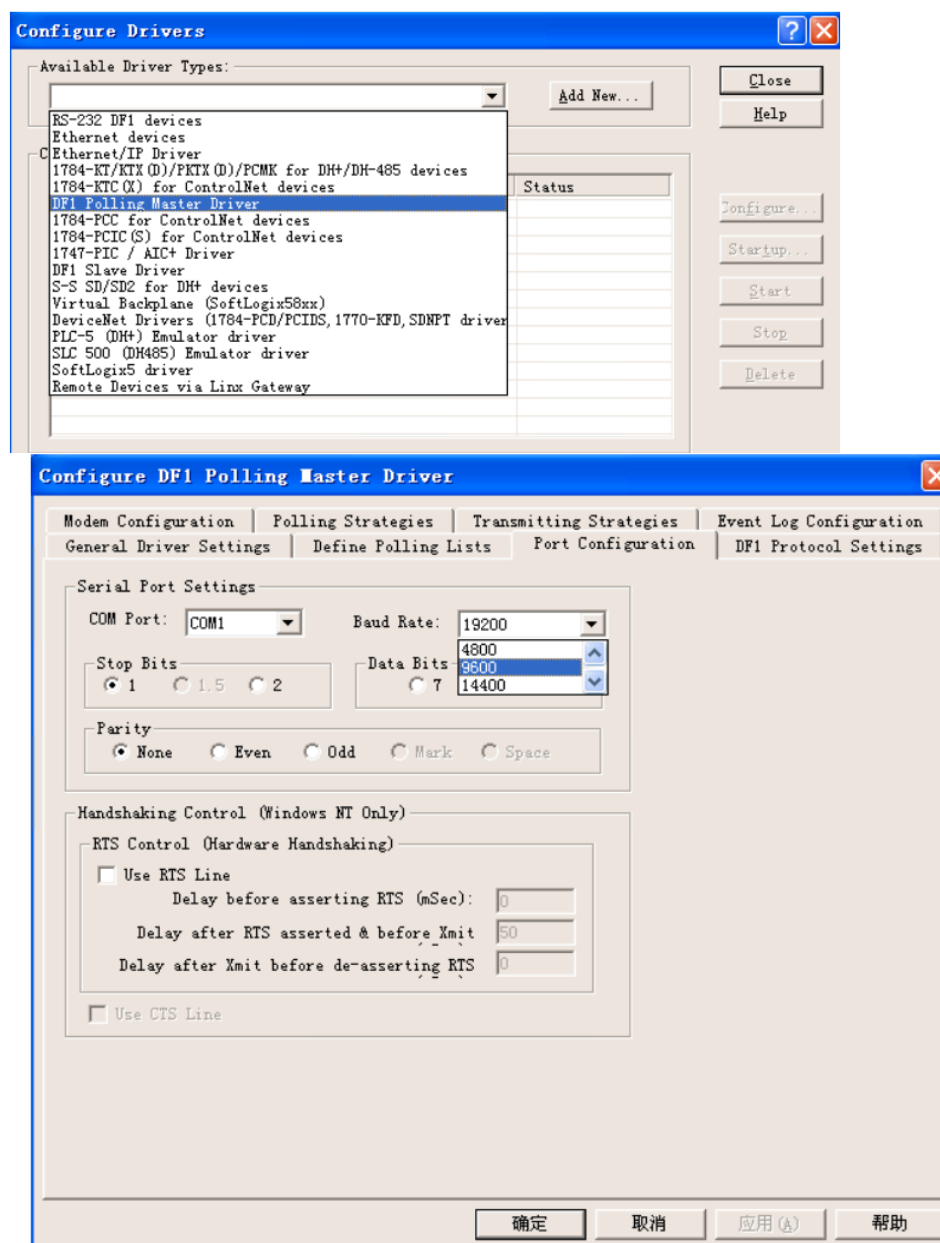 Configure Drivers
Available Driver Types:
Add New...
Close
Help
RS-232 DF1 devices
Ethernet devices
Ethernet/IP Driver
1784-KT/KTX(D)/PKTX(D)/PCMK for DH+/DH-485 devices
1784-KTC(X) for ControlNet devices
DF1 Polling Master Driver
1784-PCC for ControlNet devices
1784-PCIC(S) for ControlNet devices
1747-PIC / AIC+ Driver
DF1 Slave Driver
S-S SD/SD2 for DH+ devices
Virtual Backplane (SoftLogix58xx)
DeviceNet Drivers (1784-PCD/PCIDS,1770-KFD,SDNPT driver
PLC-5 (DH+) Emulator driver
SLC 500 (DH485) Emulator driver
SoftLogix5 driver
Remote Devices via Linx Gateway
Status
Configure...
Startup...
Start
Stop
Delete
Configure DF1 Polling Master Driver
Modem Configuration Polling Strategies Transmitting Strategies Event Log Configuration
General Driver Settings Define Polling Lists Port Configuration DF1 Protocol Settings
Serial Port Settings
COM Port: COM1 Baud Rate: 19200
4800
9600
14400
Stop Bits Data Bits
1 1.5 2 7
Parity
None Even Odd Mark Space
Handshaking Control (Windows NT Only)
RTS Control (Hardware Handshaking)
Use RTS Line
Delay before asserting RTS (mSec): 0
Delay after RTS asserted & before Xmit 50
Delay after Xmit before de-asserting RTS 0
Use CTS Line
确定 取消 应用(A) 帮助